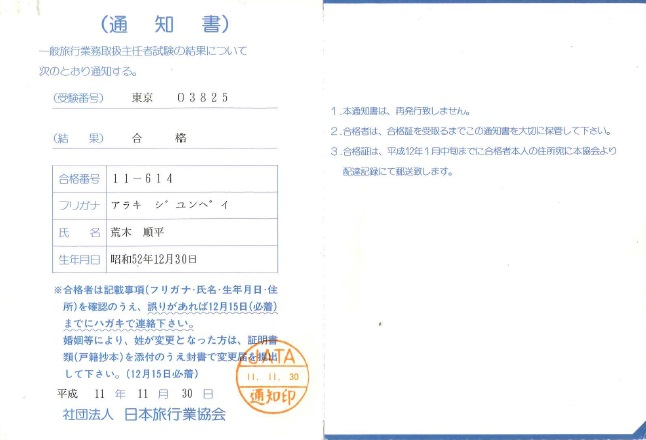 (通知書)
一般旅行業務取扱主任者試験の結果について
次のとおり通知する。
(受験番号) 東京 03825
(結果) 合格
合格番号 11-614
フリガナ アラキ ジュンペイ
氏名 荒木 順平
生年月日 昭和52年12月30日
※合格者は記載事項(フリガナ・氏名・生年月日・住
所)を確認のうえ、誤りがあれば12月15日(必着)
までにハガキで連絡下さい。
婚姻等により、姓が変更となった方は、証明書
類(戸籍抄本)を添付のうえ封書で変更届を提出
して下さい。(12月15日必着)
平成 11年 11月 30日
社団法人 日本旅行業協会
JATA
11. 11. 30
通知印
1.本通知書は、再発行致しません。
2.合格者は、合格証を受取るまでこの通知書を大切に保管して下さい。
3.合格証は、平成12年1月中旬までに合格者本人の住所宛に本協会より
配達記録にて郵送致します。